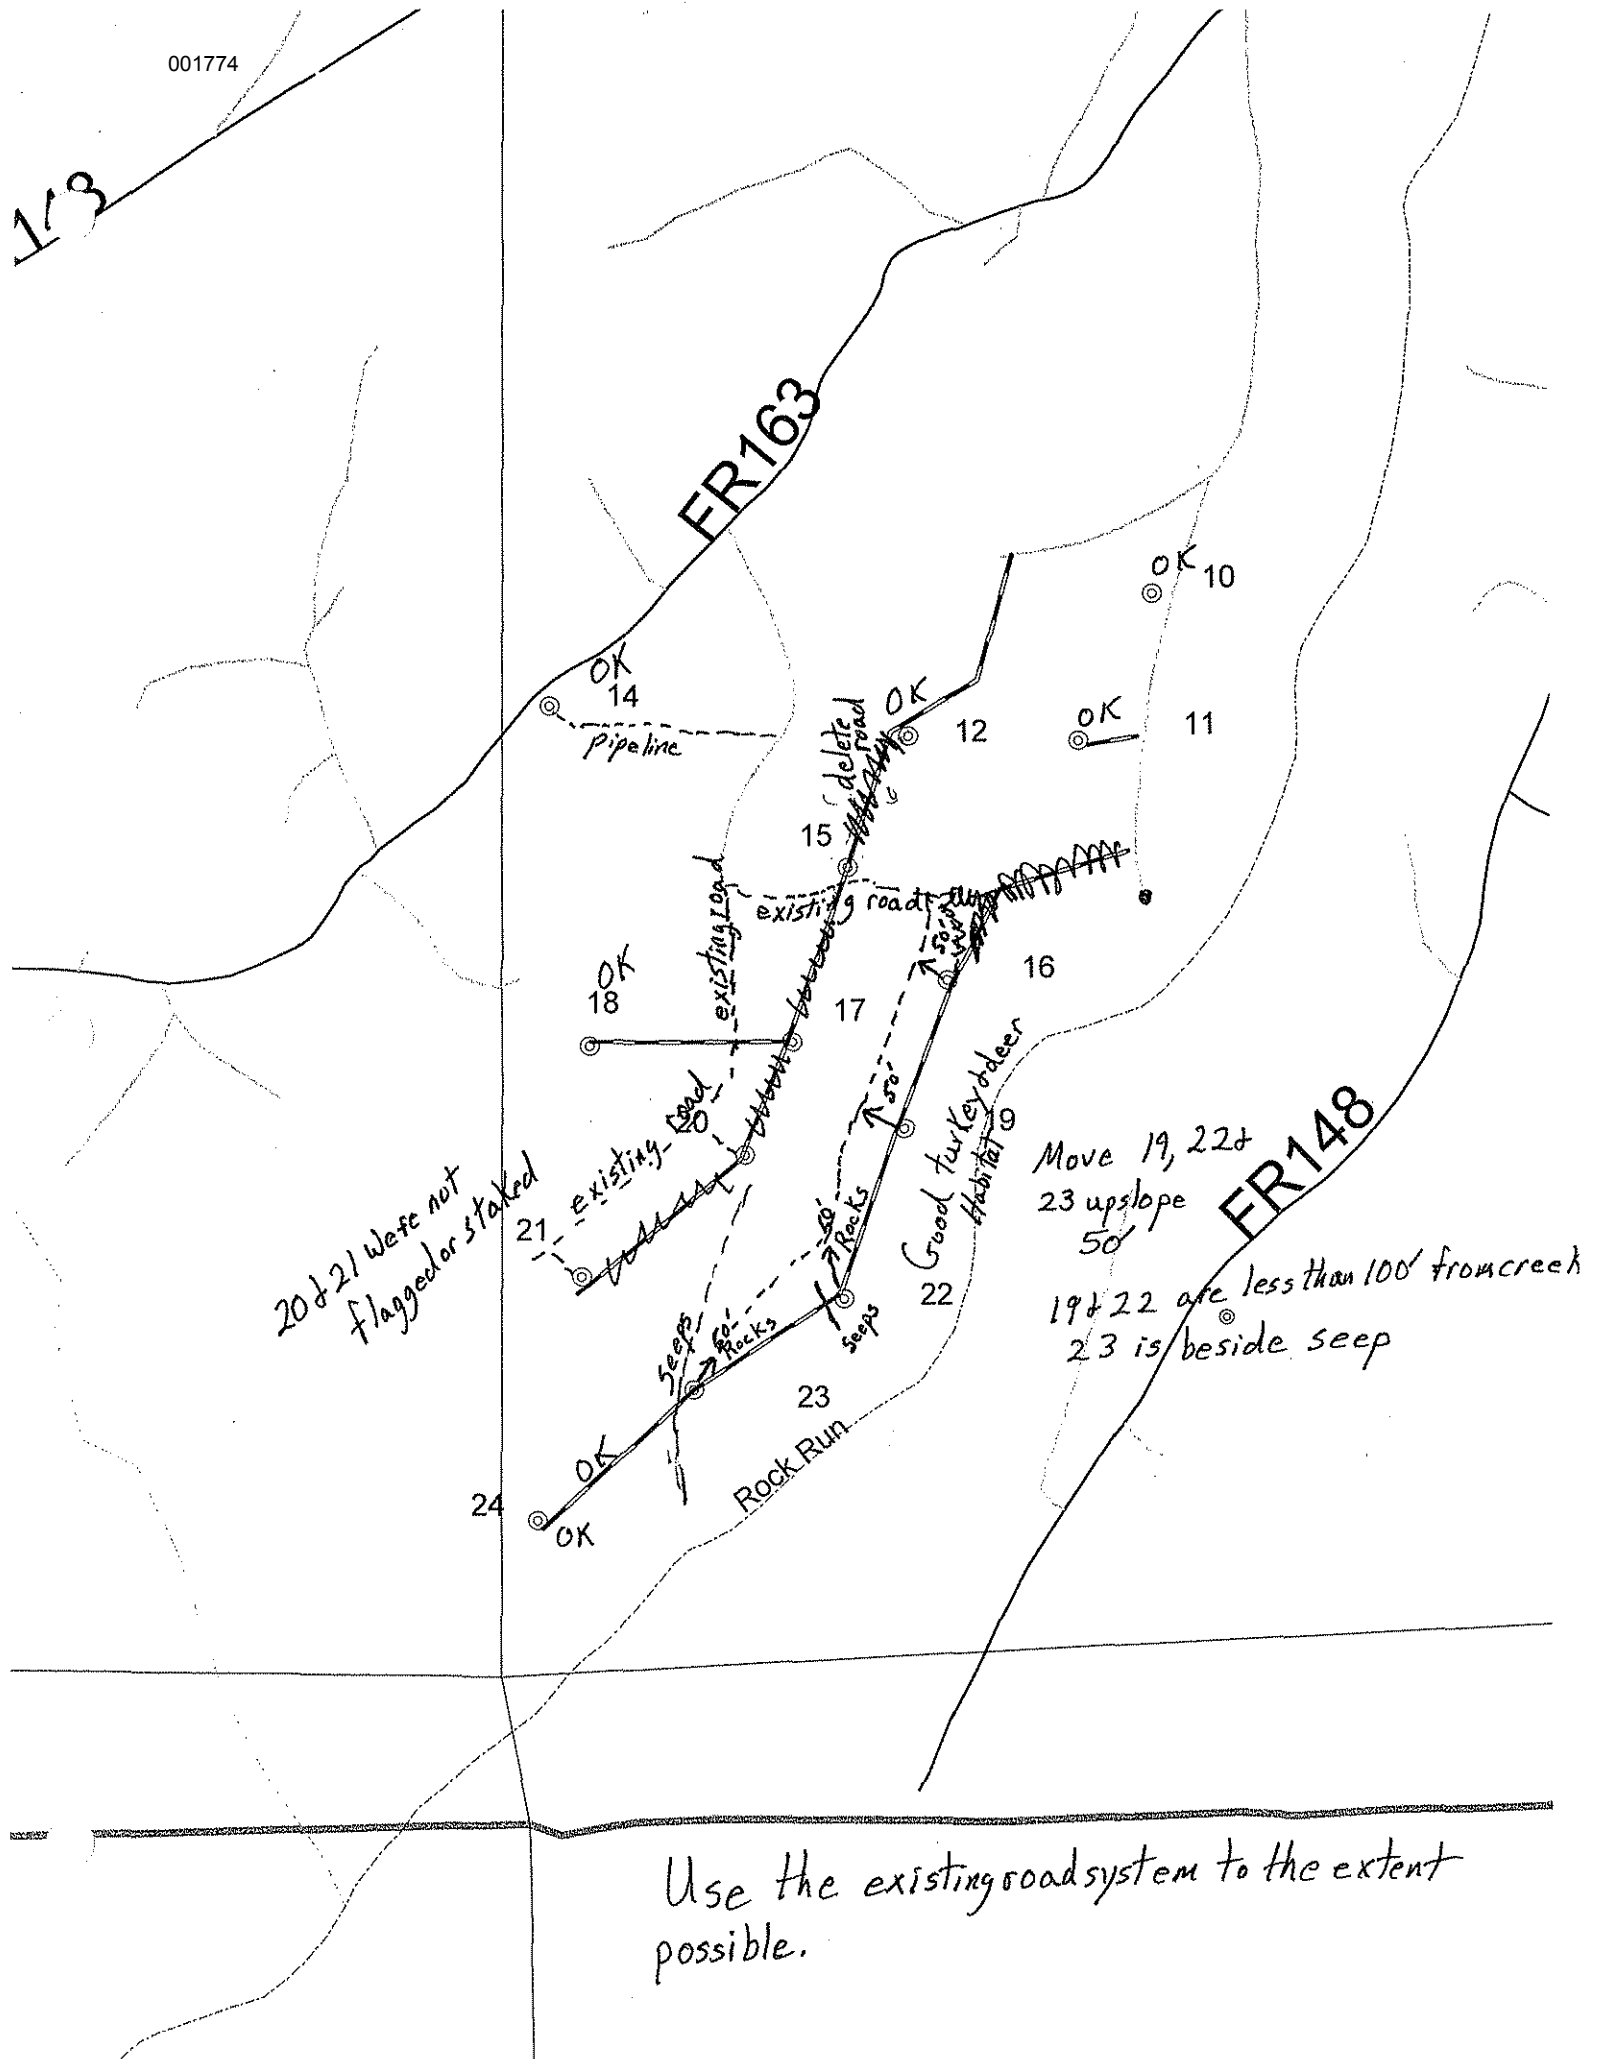 001774
FR163
OK 10
OK
14
pipeline
delete
road
OK
12
OK
11
15
existing road
existing road
50'
16
OK
18
17
50'
existing road
20
Good turkey & deer
Habitat
19
Move 19, 22 &
23 upslope
50'
FR148
20 & 21 were not
flagged or staked
21
50'
Rocks
22
19 & 22 are less than 100' from creek
23 is beside seep
seeps
50'
Rocks
seeps
23
Rock Run
OK
24
OK
Use the existing road system to the extent
possible.